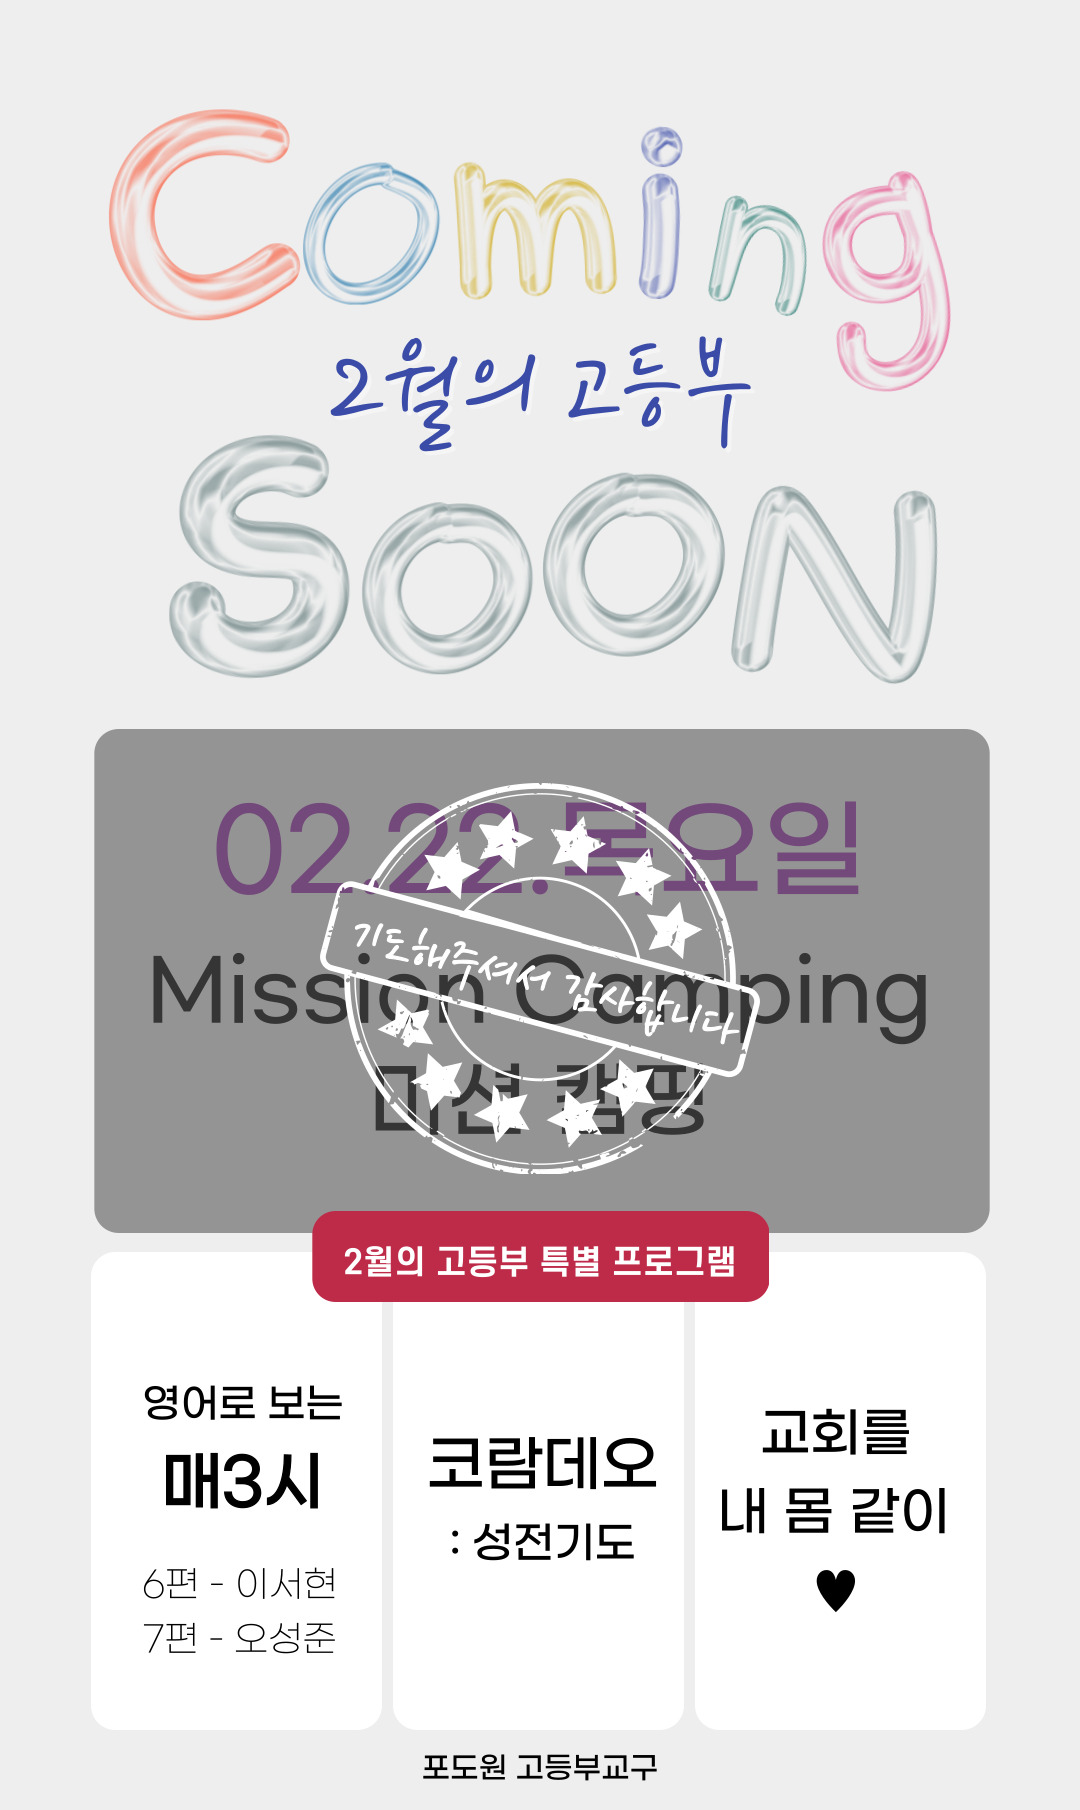 Coming
2월의 고등부
SOON
02.22.목요일
Mission Camping
미션 캠핑
기도해주셔서 감사합니다
2월의 고등부 특별 프로그램
영어로 보는
매3시
6편 - 이서현
7편 - 오성준
코람데오
: 성전기도
교회를
내 몸 같이
♥
포도원 고등부교구